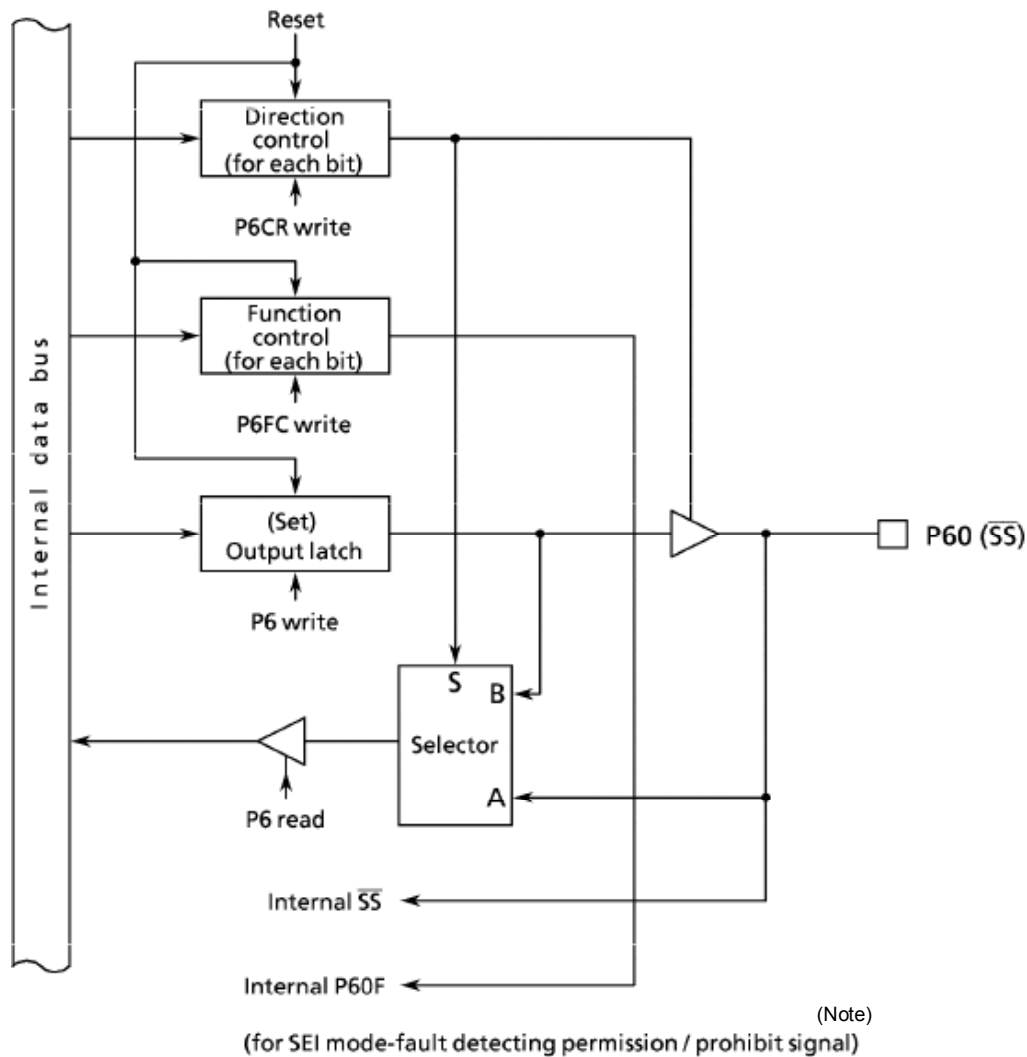 Reset
Direction
control
(for each bit)
P6CR write
Function
control
(for each bit)
P6FC write
Internal data bus
(Set)
Output latch
P6 write
P60 (S̅S̅)
S
B
Selector
A
P6 read
Internal S̅S̅
Internal P60F
(Note)
(for SEI mode-fault detecting permission / prohibit signal)